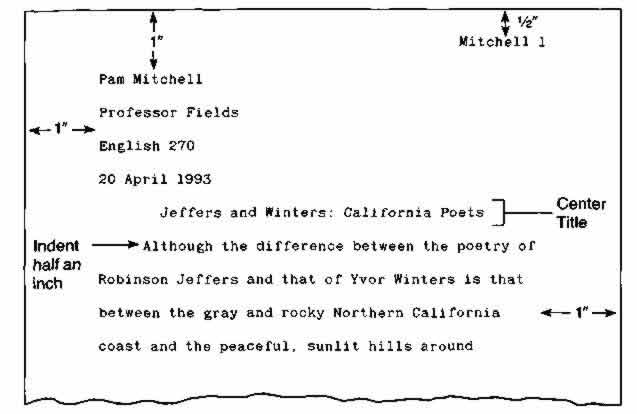 1"
½"
Mitchell 1
Pam Mitchell
Professor Fields
1"
English 270
20 April 1993
Jeffers and Winters: California Poets
Center
Title
Indent
half an
inch
Although the difference between the poetry of
Robinson Jeffers and that of Yvor Winters is that
between the gray and rocky Northern California
1"
coast and the peaceful, sunlit hills around